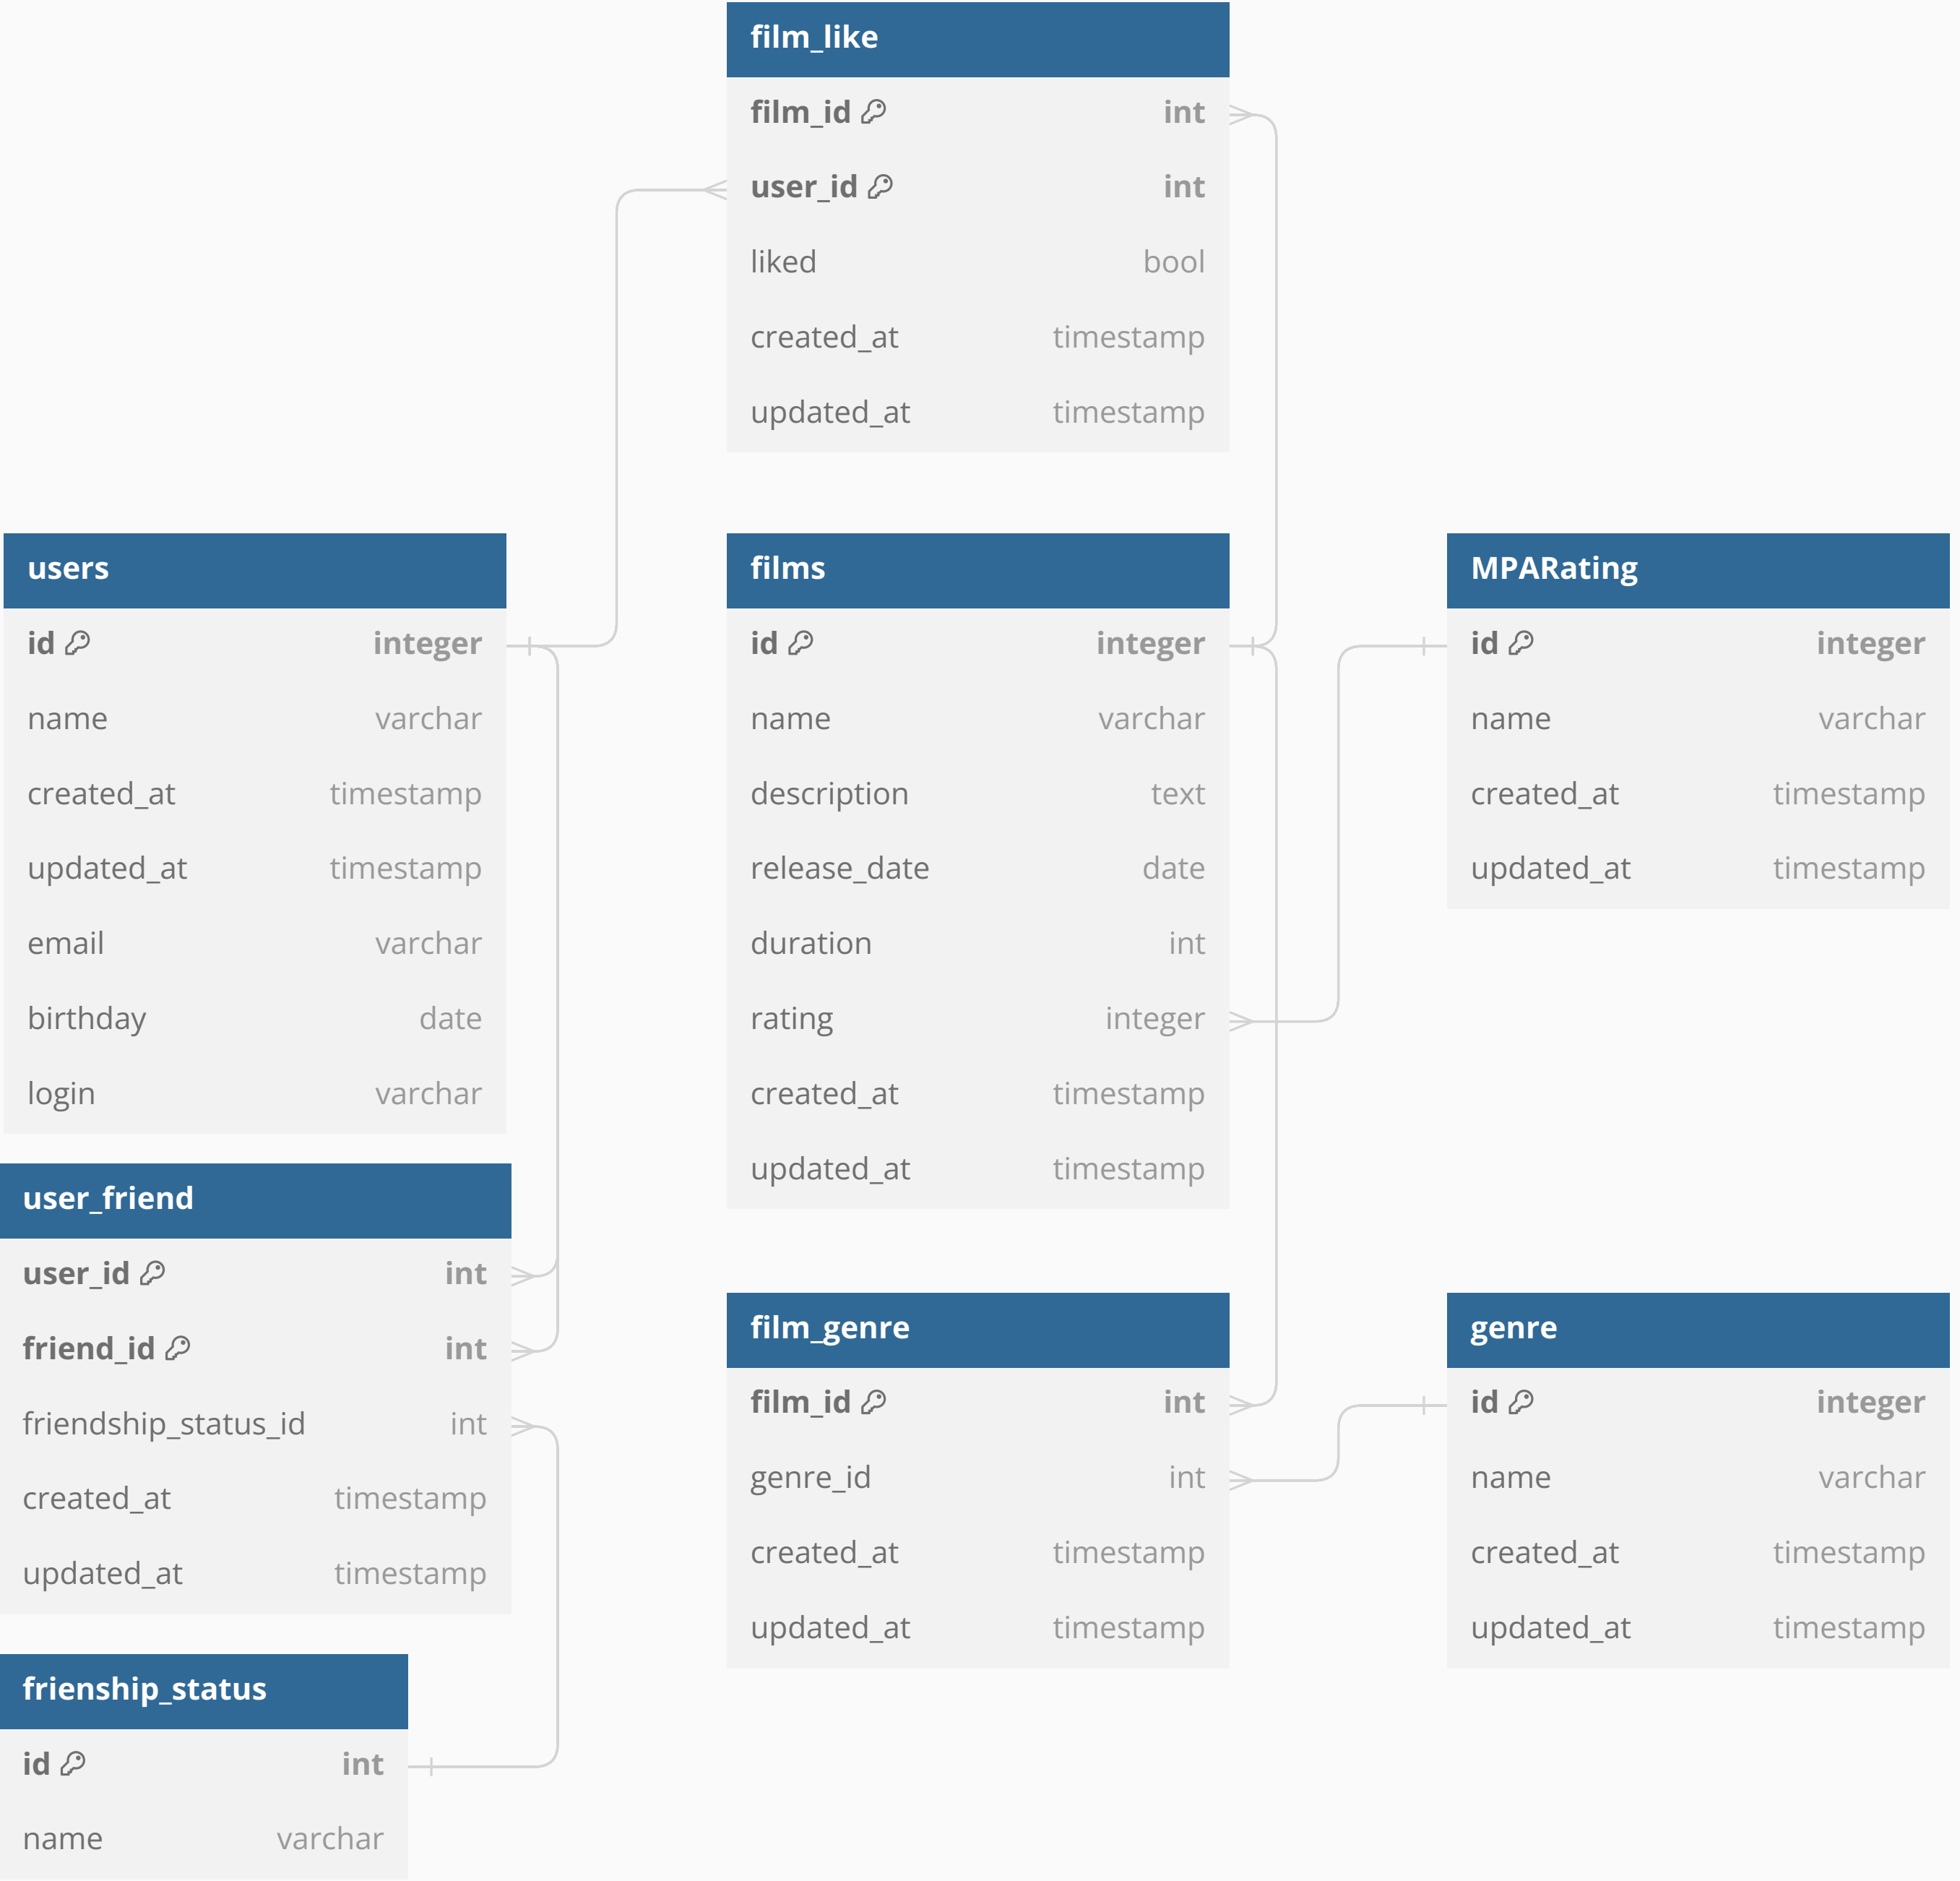 film_like
film_id int
user_id int
liked bool
created_at timestamp
updated_at timestamp
users
id integer
name varchar
created_at timestamp
updated_at timestamp
email varchar
birthday date
login varchar
films
id integer
name varchar
description text
release_date date
duration int
rating integer
created_at timestamp
updated_at timestamp
MPARating
id integer
name varchar
created_at timestamp
updated_at timestamp
user_friend
user_id int
friend_id int
friendship_status_id int
created_at timestamp
updated_at timestamp
film_genre
film_id int
genre_id int
created_at timestamp
updated_at timestamp
genre
id integer
name varchar
created_at timestamp
updated_at timestamp
frienship_status
id int
name varchar